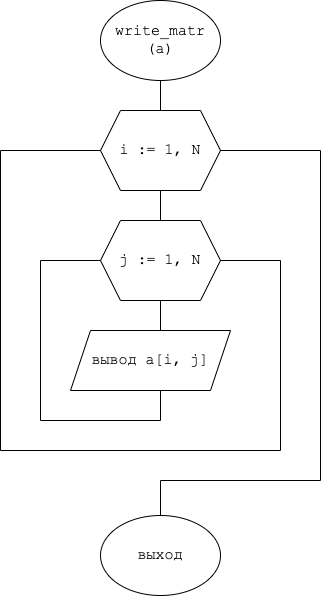 write_matr
(a)
i := 1, N
j := 1, N
вывод a[i, j]
выход